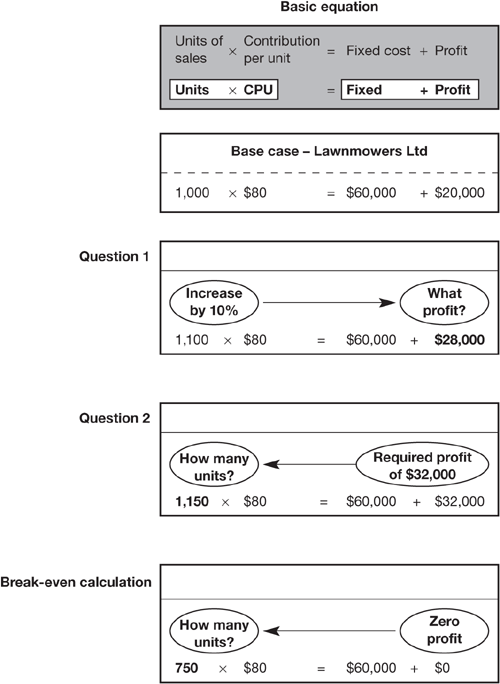 Basic equation
Units of sales × Contribution per unit = Fixed cost + Profit
Units × CPU = Fixed + Profit
Base case – Lawnmowers Ltd
1,000 × $80 = $60,000 + $20,000
Question 1
Increase by 10%
What profit?
1,100 × $80 = $60,000 + $28,000
Question 2
How many units?
Required profit of $32,000
1,150 × $80 = $60,000 + $32,000
Break-even calculation
How many units?
Zero profit
750 × $80 = $60,000 + $0